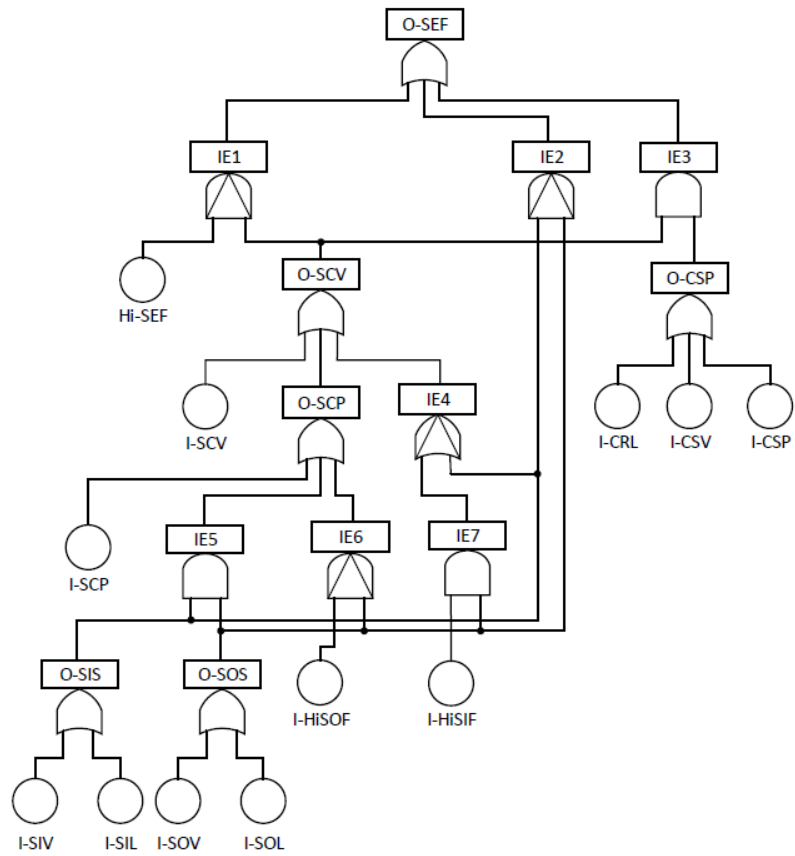 O-SEF
IE1
IE2
IE3
O-SCV
O-CSP
Hi-SEF
O-SCP
IE4
I-SCV
I-CRL
I-CSV
I-CSP
IE5
IE6
IE7
I-SCP
O-SIS
O-SOS
I-HiSOF
I-HiSIF
I-SIV
I-SIL
I-SOV
I-SOL